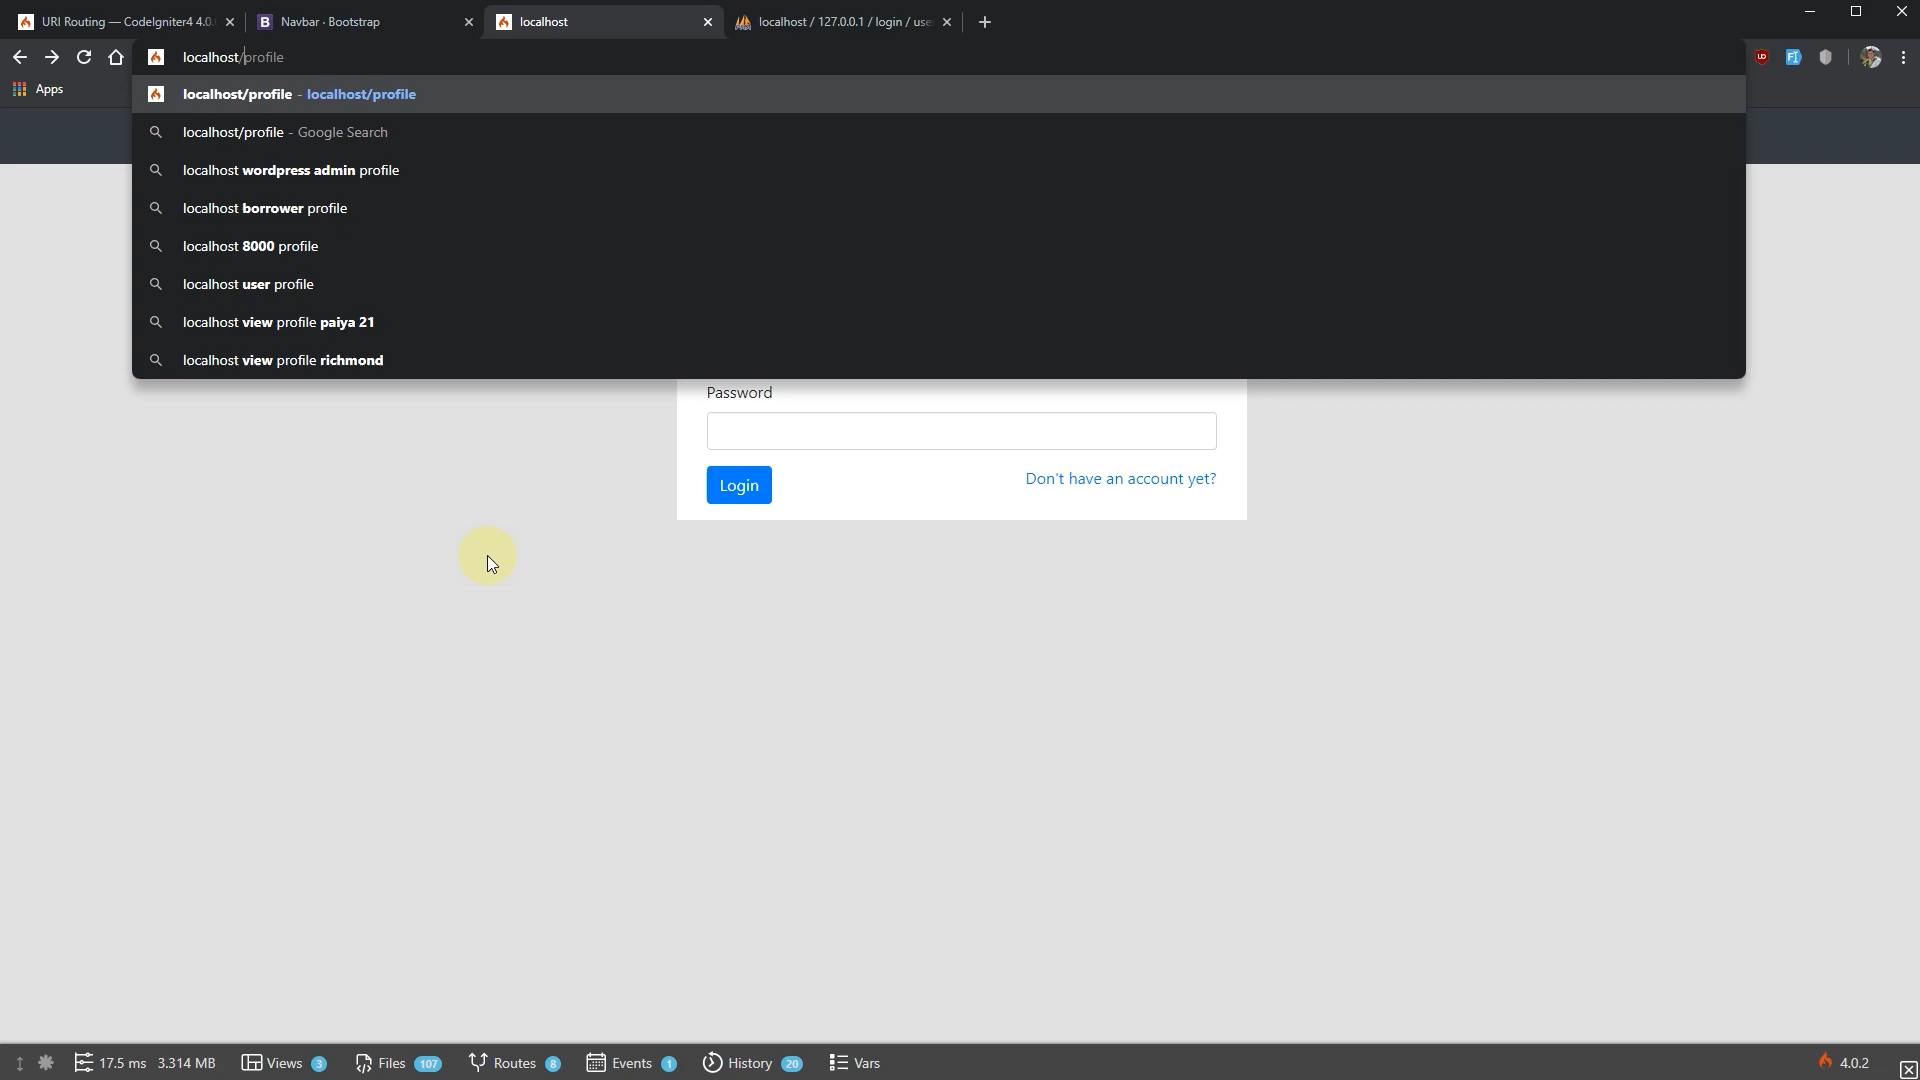 URI Routing — CodeIgniter4 4.0.
B Navbar · Bootstrap
localhost
localhost / 127.0.0.1 / login / use
localhost/profile
Apps
localhost/profile - localhost/profile
localhost/profile - Google Search
localhost wordpress admin profile
localhost borrower profile
localhost 8000 profile
localhost user profile
localhost view profile paiya 21
localhost view profile richmond
Password
Login
Don't have an account yet?
17.5 ms 3.314 MB Views 3 Files 107 Routes 8 Events 1 History 20 Vars 4.0.2